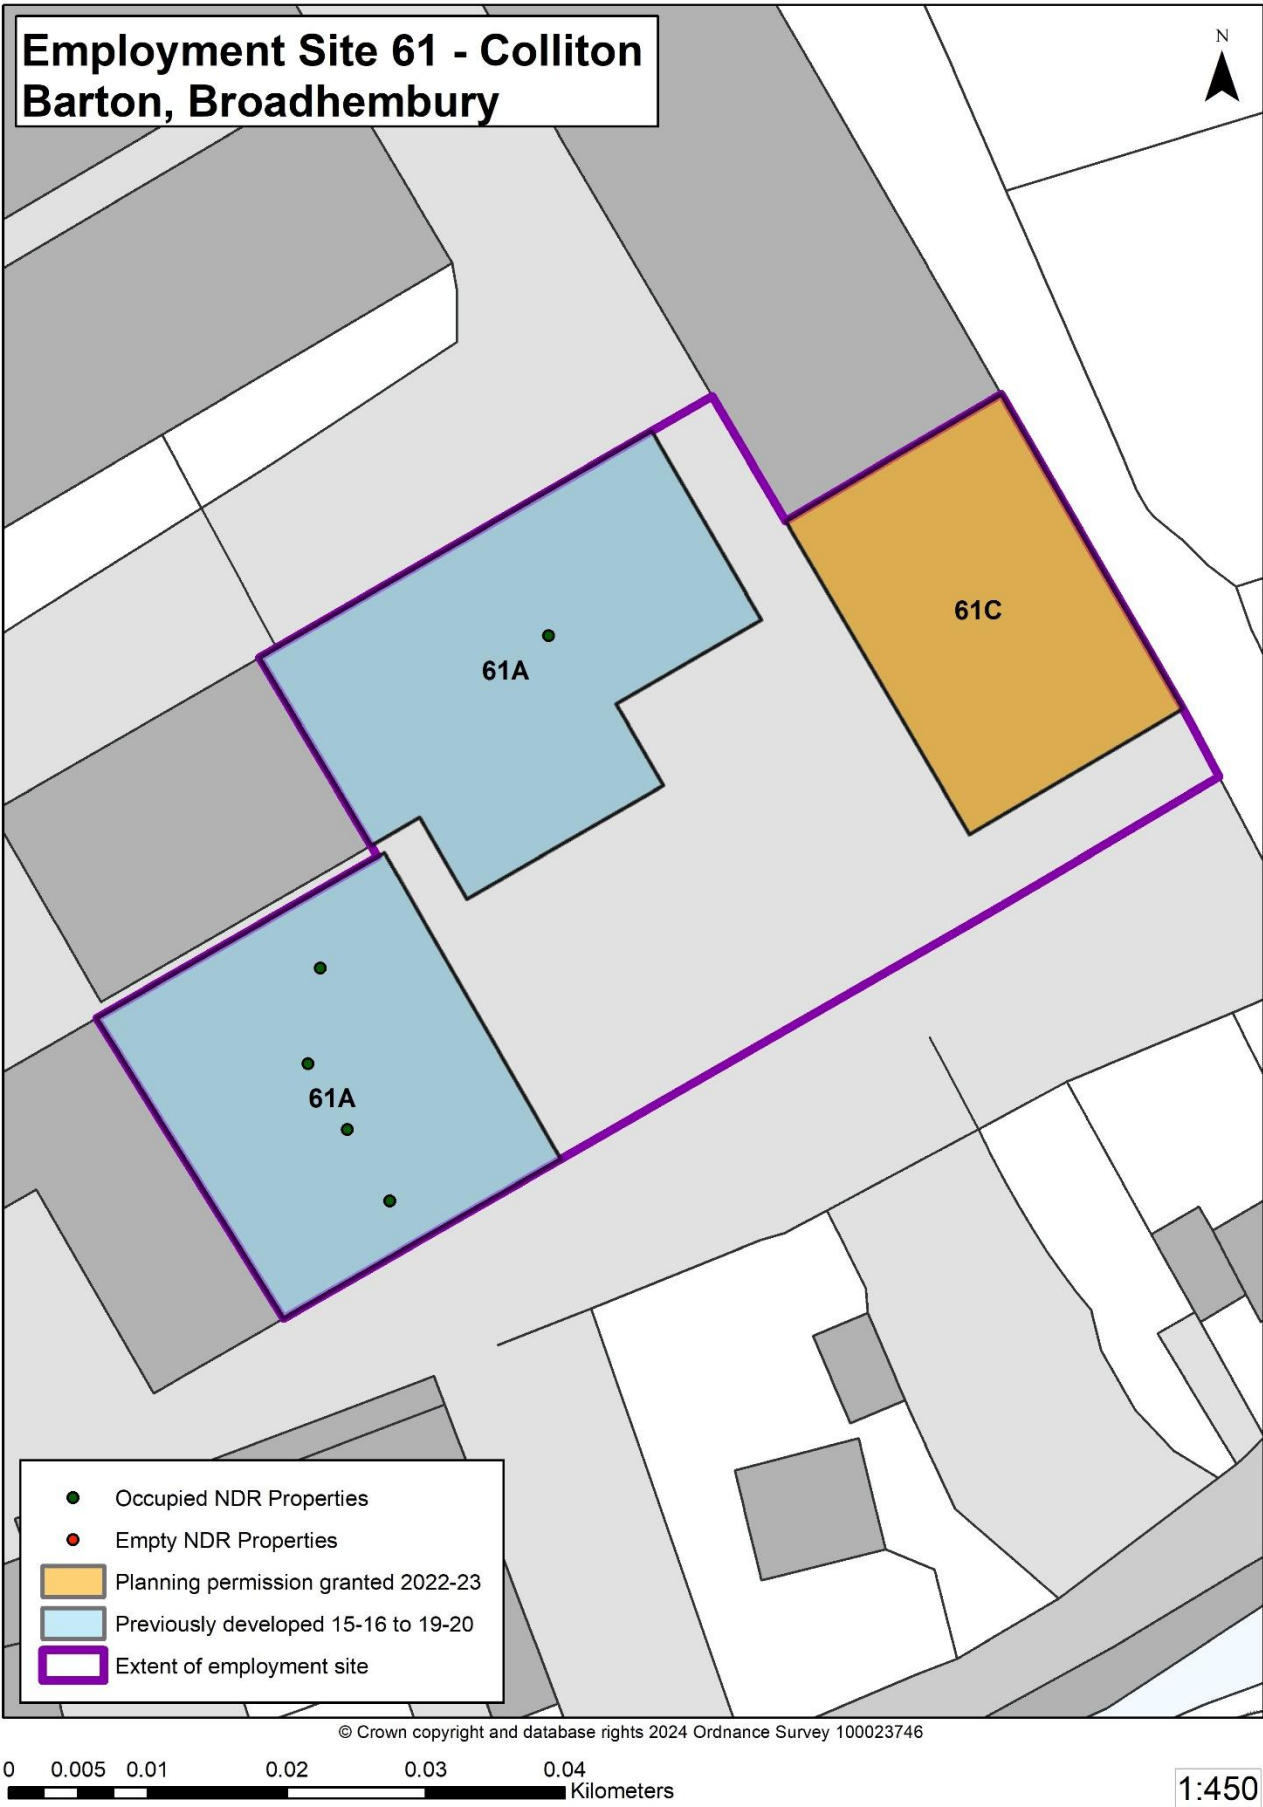 Employment Site 61 - Colliton
Barton, Broadhembury
N
61C
61A
61A
Occupied NDR Properties
Empty NDR Properties
Planning permission granted 2022-23
Previously developed 15-16 to 19-20
Extent of employment site
© Crown copyright and database rights 2024 Ordnance Survey 100023746
0 0.005 0.01 0.02 0.03 0.04
Kilometers
1:450